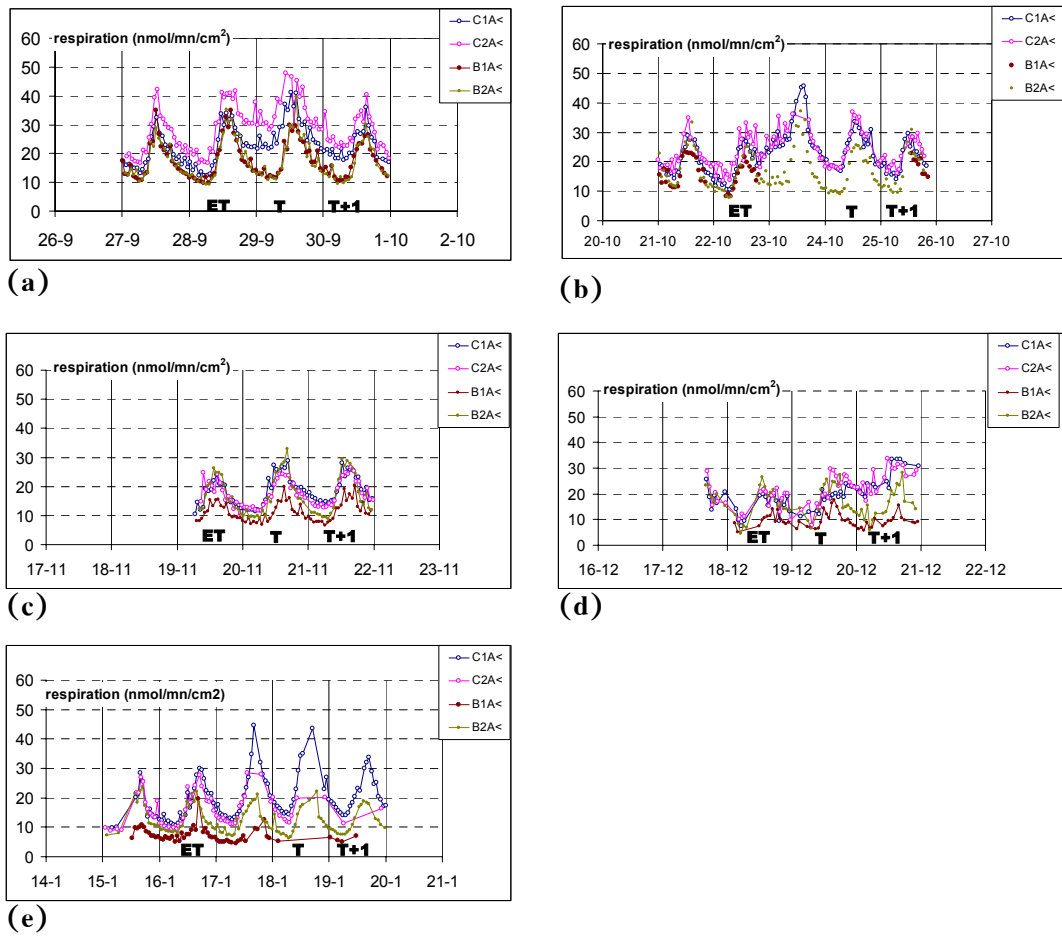 C1A<
C2A<
B1A<
B2A<
respiration (nmol/mn/cm²)
60
50
40
30
20
10
0
ET T T+1
26-9 27-9 28-9 29-9 30-9 1-10 2-10
(a)
C1A<
C2A<
B1A<
B2A<
respiration (nmol/mn/cm²)
60
50
40
30
20
10
0
ET T T+1
20-10 21-10 22-10 23-10 24-10 25-10 26-10 27-10
(b)
C1A<
C2A<
B1A<
B2A<
respiration (nmol/mn/cm²)
60
50
40
30
20
10
0
ET T T+1
17-11 18-11 19-11 20-11 21-11 22-11 23-11
(c)
C1A<
C2A<
B1A<
B2A<
respiration (nmol/mn/cm²)
60
50
40
30
20
10
0
ET T T+1
16-12 17-12 18-12 19-12 20-12 21-12 22-12
(d)
C1A<
C2A<
B1A<
B2A<
respiration (nmol/mn/cm2)
60
50
40
30
20
10
0
ET T T+1
14-1 15-1 16-1 17-1 18-1 19-1 20-1 21-1
(e)